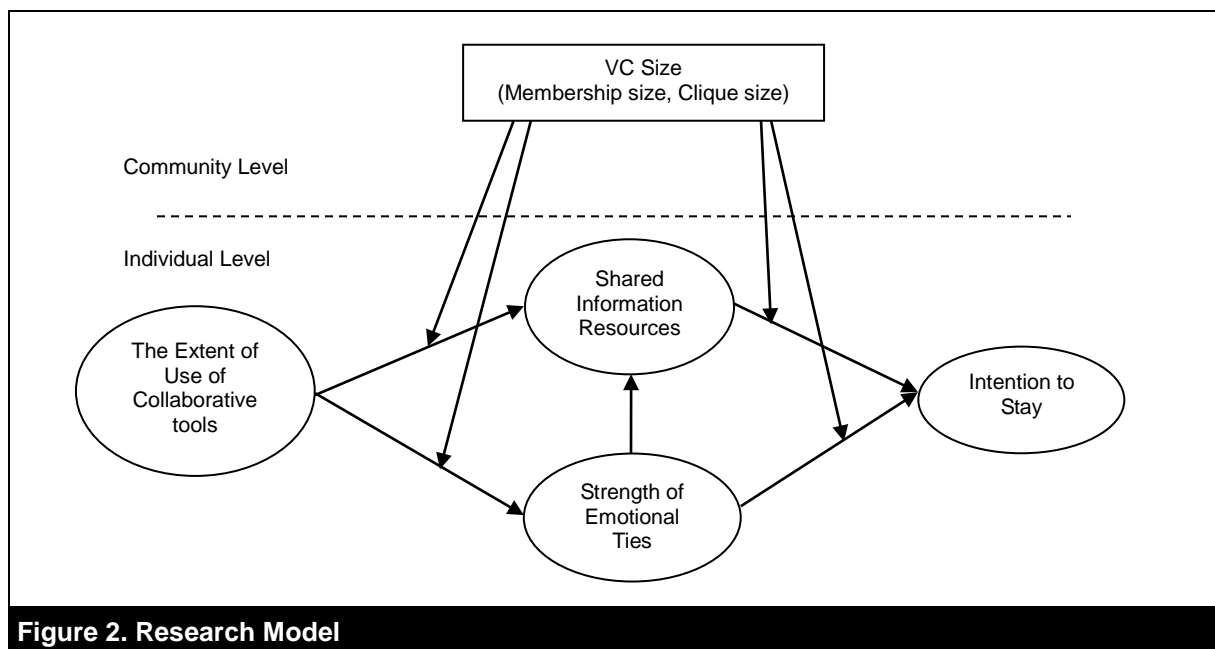 VC Size
(Membership size, Clique size)
Community Level
Individual Level
Shared
Information
Resources
The Extent of
Use of
Collaborative
tools
Intention to
Stay
Strength of
Emotional
Ties
Figure 2. Research Model